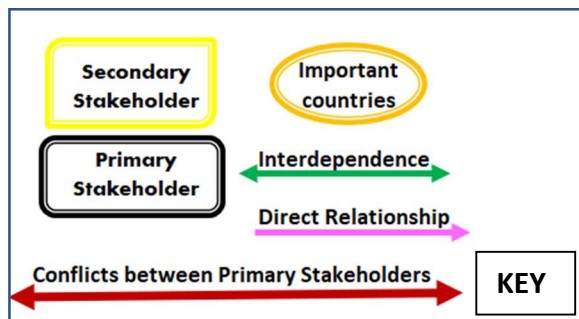 Secondary
Stakeholder
Important
countries
Primary
Stakeholder
Interdependence
Direct Relationship
Conflicts between Primary Stakeholders
KEY